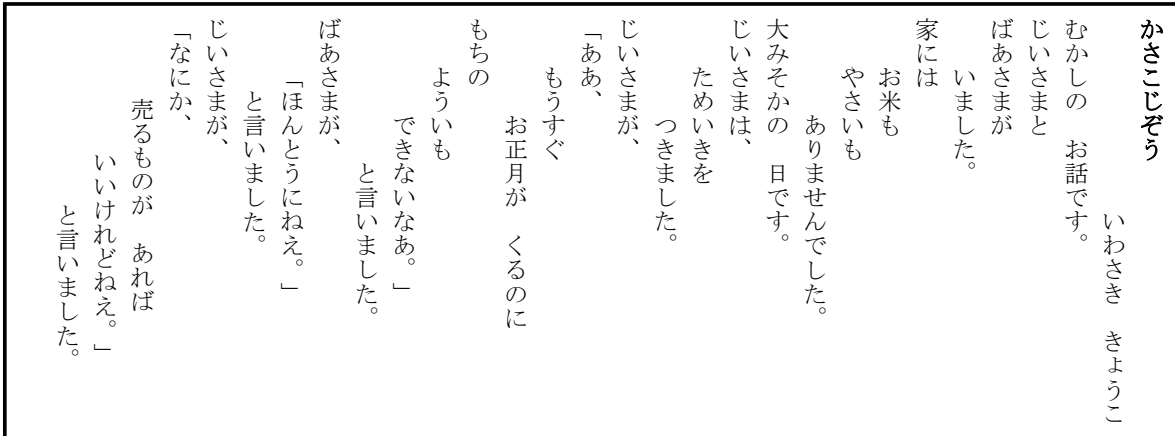 かさこじぞう
いわさき　きょうこ
むかしの　お話です。
じいさまと
ばあさまが
いました。
家には
お米も
やさいも
ありませんでした。
大みそかの　日です。
じいさまは、
ためいきを
つきました。
じいさまが、
「ああ、
もうすぐ
お正月が　くるのに
もちの
よういも
できないなあ。」
と言いました。
ばあさまが、
「ほんとうにねえ。」
と言いました。
じいさまが、
「なにか、
売るものが　あれば
いいけれどねえ。」
と言いました。